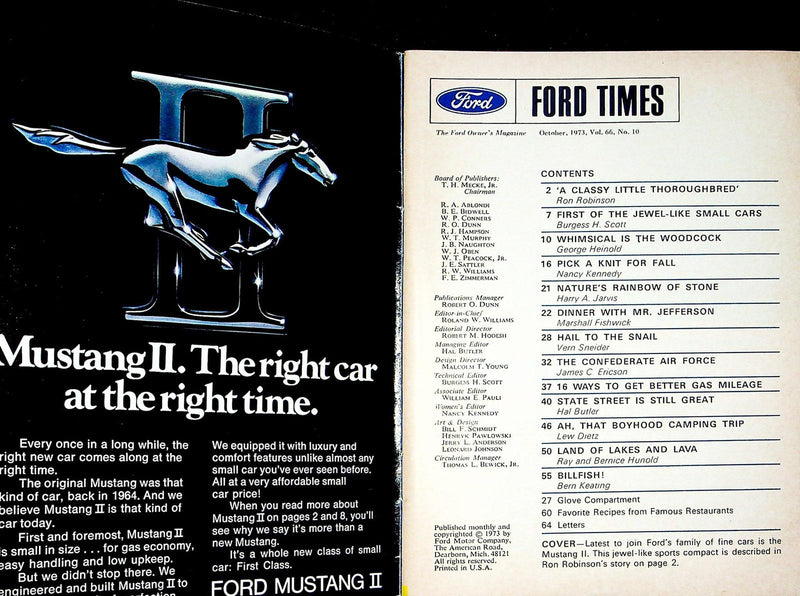 II
Mustang II. The right car
at the right time.
Every once in a long while, the
right new car comes along at the
right time.
The original Mustang was that
kind of car, back in 1964. And we
believe Mustang II is that kind of
car today.
First and foremost, Mustang II
is small in size . . . for gas economy,
easy handling and low upkeep.
But we didn't stop there. We
engineered and built Mustang II to
We equipped it with luxury and
comfort features unlike almost any
small car you've ever seen before.
All at a very affordable small
car price!
When you read more about
Mustang II on pages 2 and 8, you'll
see why we say it's more than a
new Mustang.
It's a whole new class of small
car: First Class.
FORD MUSTANG II
Ford
FORD TIMES
The Ford Owner's Magazine October, 1973, Vol. 66, No. 10
Board of Publishers:
T. H. MECKE, JR.
Chairman
R. A. ABLONDI
B. E. BIDWELL
W. P. CONNERS
R. O. DUNN
R. J. HAMPSON
W. T. MURPHY
J. B. NAUGHTON
W. J. OBEN
W. T. PEACOCK, JR.
J. E. SATTLER
R. W. WILLIAMS
F. E. ZIMMERMAN
Publications Manager
ROBERT O. DUNN
Editor-in-Chief
ROLAND W. WILLIAMS
Editorial Director
ROBERT M. HODESH
Managing Editor
HAL BUTLER
Design Director
MALCOLM T. YOUNG
Technical Editor
BURGESS H. SCOTT
Associate Editor
WILLIAM E. PAULI
Women's Editor
NANCY KENNEDY
Art & Design
BILL F. SCHMIDT
HENRYK PAWLOWSKI
JERRY L. ANDERSON
LEONARD JOHNSON
Circulation Manager
THOMAS L. BEWICK, JR.
Published monthly and
copyrighted © 1973 by
Ford Motor Company,
The American Road,
Dearborn, Mich. 48121
All rights reserved.
Printed in U.S.A.
CONTENTS
2 'A CLASSY LITTLE THOROUGHBRED'
Ron Robinson
7 FIRST OF THE JEWEL-LIKE SMALL CARS
Burgess H. Scott
10 WHIMSICAL IS THE WOODCOCK
George Heinold
16 PICK A KNIT FOR FALL
Nancy Kennedy
21 NATURE'S RAINBOW OF STONE
Harry A. Jarvis
22 DINNER WITH MR. JEFFERSON
Marshall Fishwick
28 HAIL TO THE SNAIL
Vern Sneider
32 THE CONFEDERATE AIR FORCE
James C. Ericson
37 16 WAYS TO GET BETTER GAS MILEAGE
40 STATE STREET IS STILL GREAT
Hal Butler
46 AH, THAT BOYHOOD CAMPING TRIP
Lew Dietz
50 LAND OF LAKES AND LAVA
Ray and Bernice Hunold
55 BILLFISH!
Bern Keating
27 Glove Compartment
60 Favorite Recipes from Famous Restaurants
64 Letters
COVER—Latest to join Ford's family of fine cars is the
Mustang II. This jewel-like sports compact is described in
Ron Robinson's story on page 2.